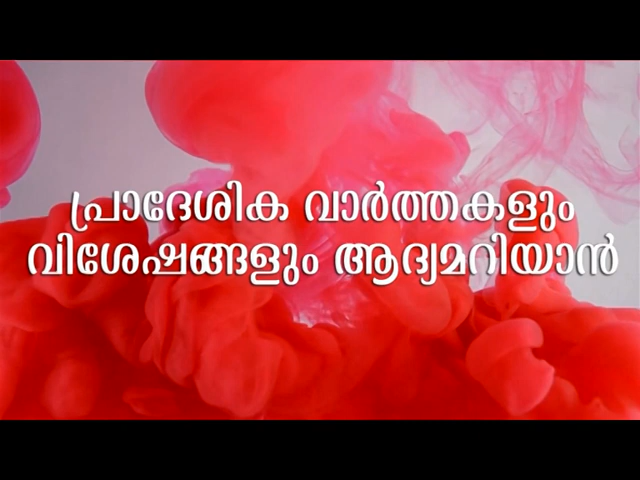 പ്രാദേശിക വാർത്തകളും
വിശേഷങ്ങളും ആദ്യമറിയാൻ